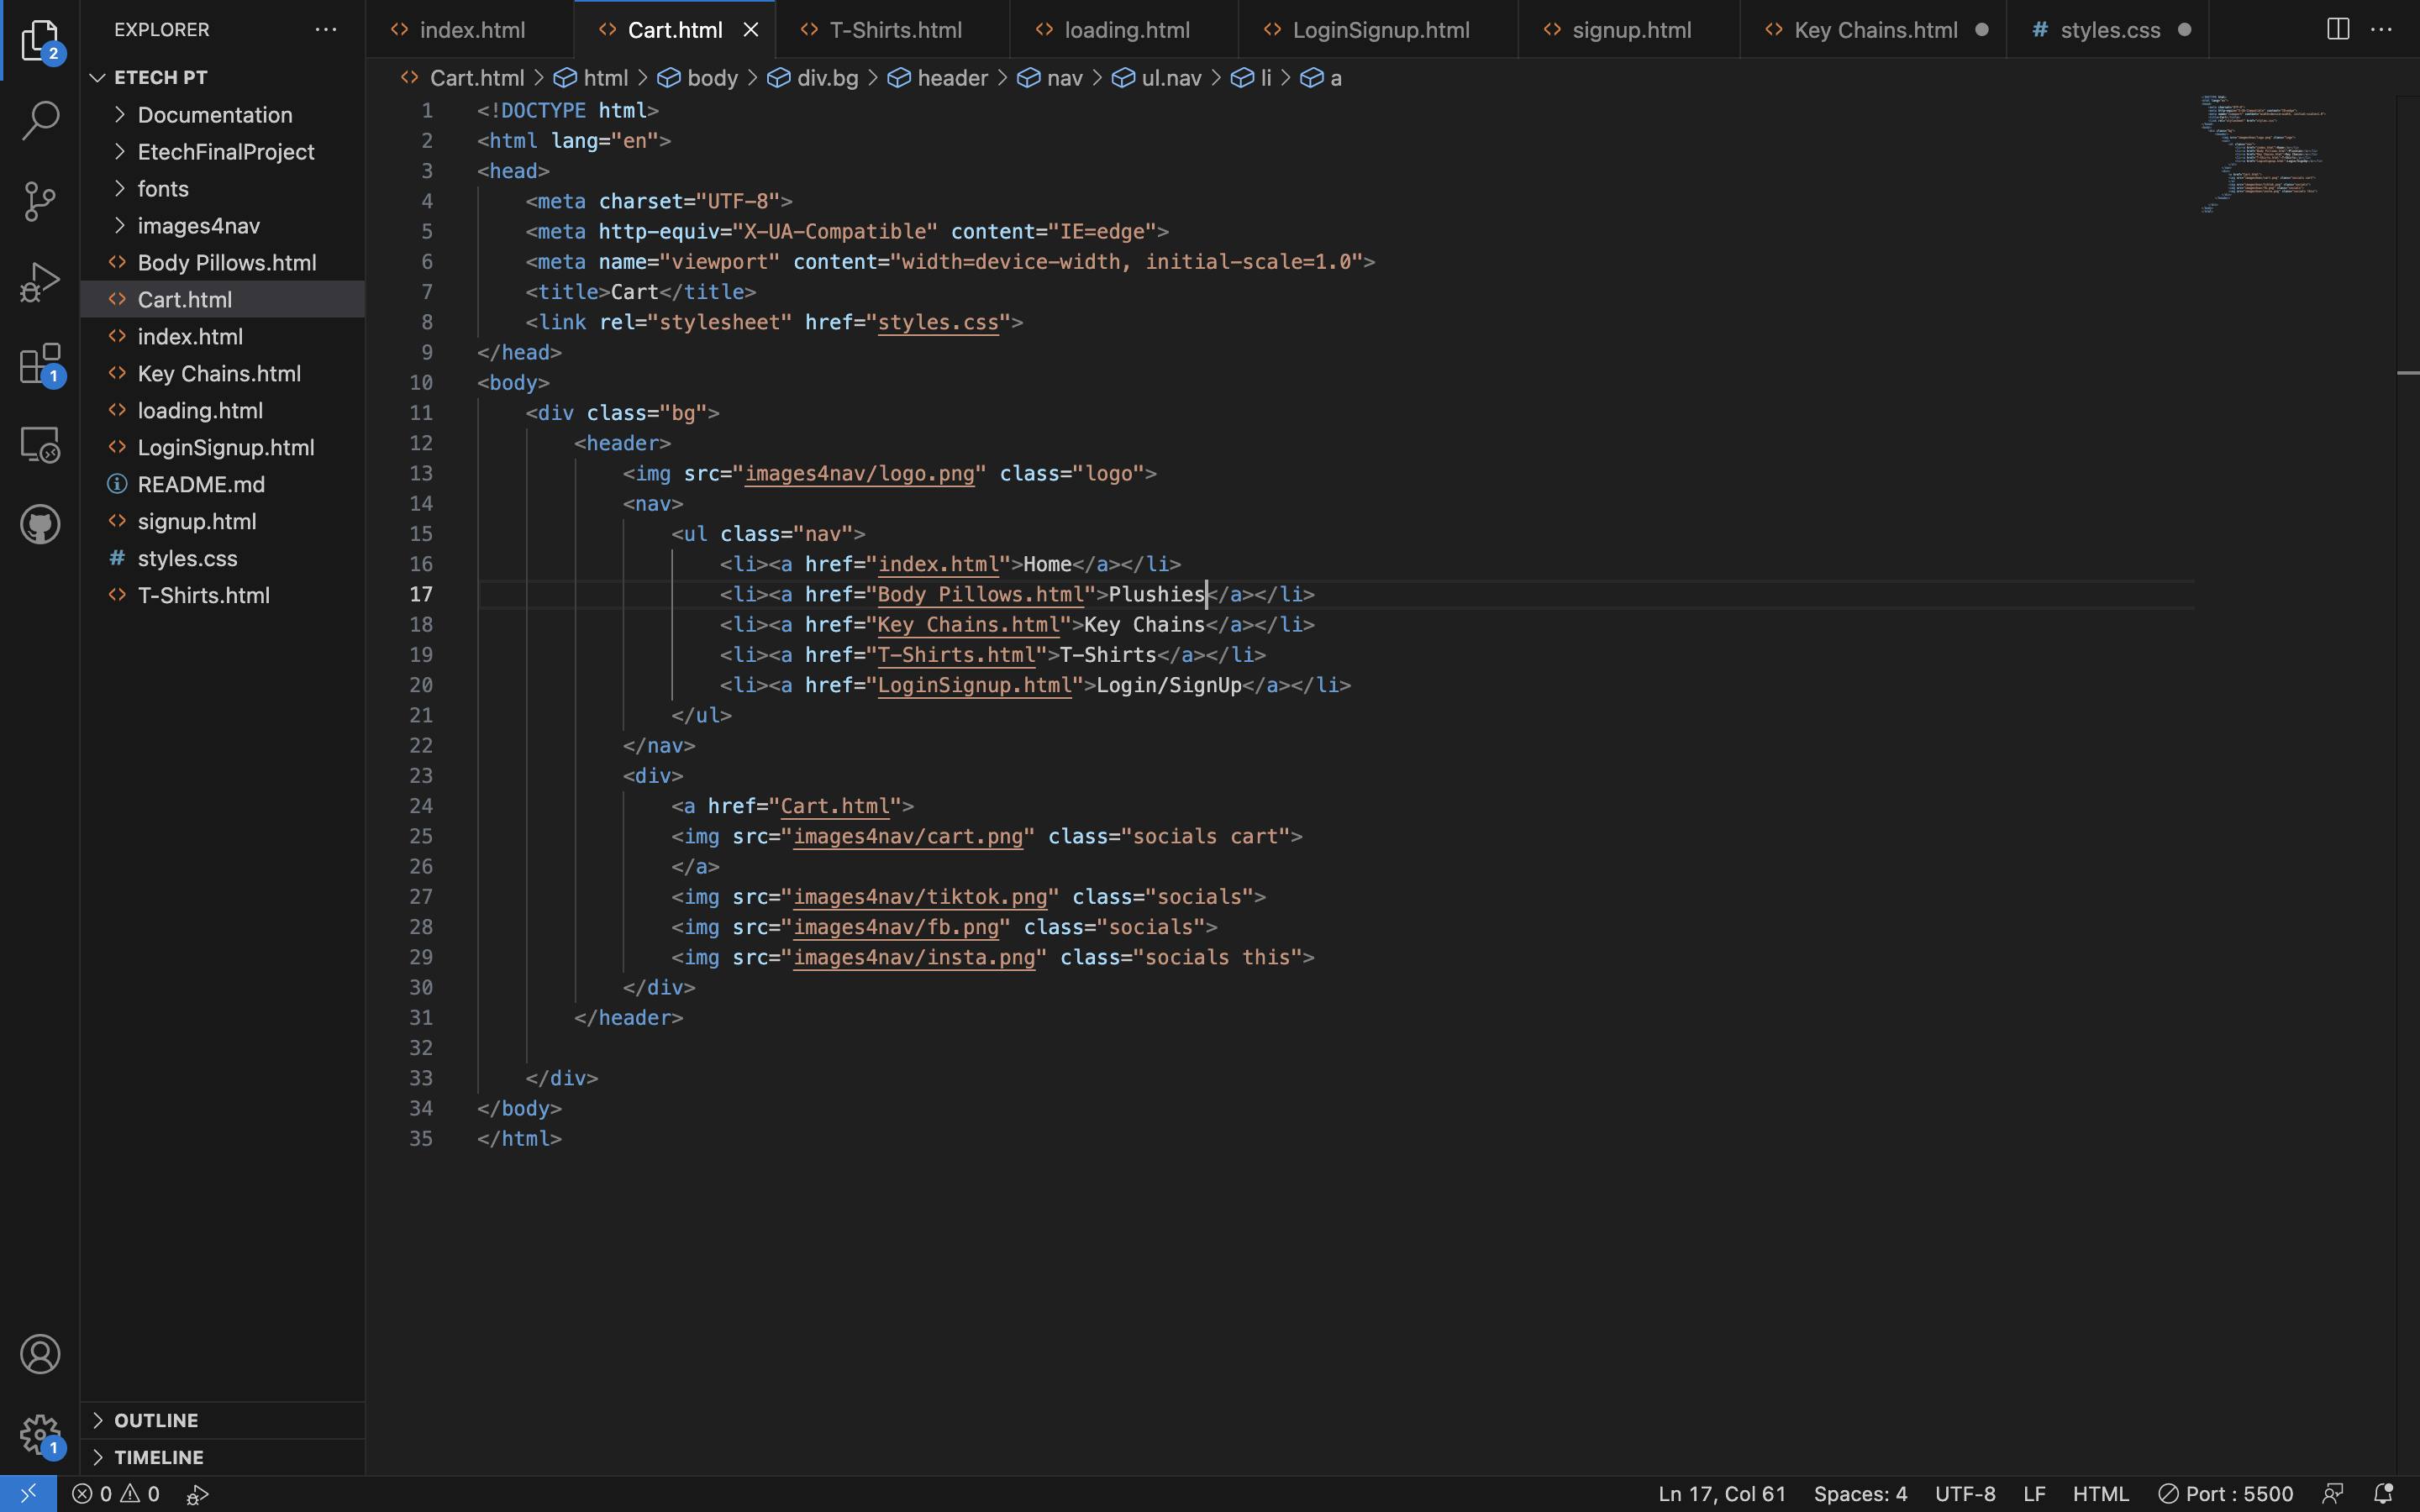 EXPLORER
ETECH PT
Documentation
EtechFinalProject
fonts
images4nav
Body Pillows.html
Cart.html
index.html
Key Chains.html
loading.html
LoginSignup.html
README.md
signup.html
styles.css
T-Shirts.html
OUTLINE
TIMELINE
2
1
1
index.html Cart.html T-Shirts.html loading.html LoginSignup.html signup.html Key Chains.html styles.css
Cart.html > html > body > div.bg > header > nav > ul.nav > li > a
1 <!DOCTYPE html>
2 <html lang="en">
3 <head>
4 <meta charset="UTF-8">
5 <meta http-equiv="X-UA-Compatible" content="IE=edge">
6 <meta name="viewport" content="width=device-width, initial-scale=1.0">
7 <title>Cart</title>
8 <link rel="stylesheet" href="styles.css">
9 </head>
10 <body>
11 <div class="bg">
12 <header>
13 <img src="images4nav/logo.png" class="logo">
14 <nav>
15 <ul class="nav">
16 <li><a href="index.html">Home</a></li>
17 <li><a href="Body Pillows.html">Plushies</a></li>
18 <li><a href="Key Chains.html">Key Chains</a></li>
19 <li><a href="T-Shirts.html">T-Shirts</a></li>
20 <li><a href="LoginSignup.html">Login/SignUp</a></li>
21 </ul>
22 </nav>
23 <div>
24 <a href="Cart.html">
25 <img src="images4nav/cart.png" class="socials cart">
26 </a>
27 <img src="images4nav/tiktok.png" class="socials">
28 <img src="images4nav/fb.png" class="socials">
29 <img src="images4nav/insta.png" class="socials this">
30 </div>
31 </header>
32
33 </div>
34 </body>
35 </html>
0 0 Ln 17, Col 61 Spaces: 4 UTF-8 LF HTML Port : 5500